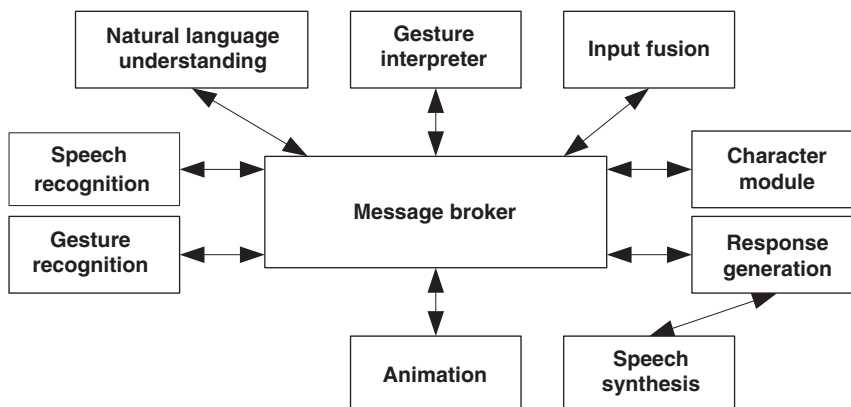 Natural language
understanding
Gesture
interpreter
Input fusion
Speech
recognition
Message broker
Character
module
Gesture
recognition
Response
generation
Animation
Speech
synthesis